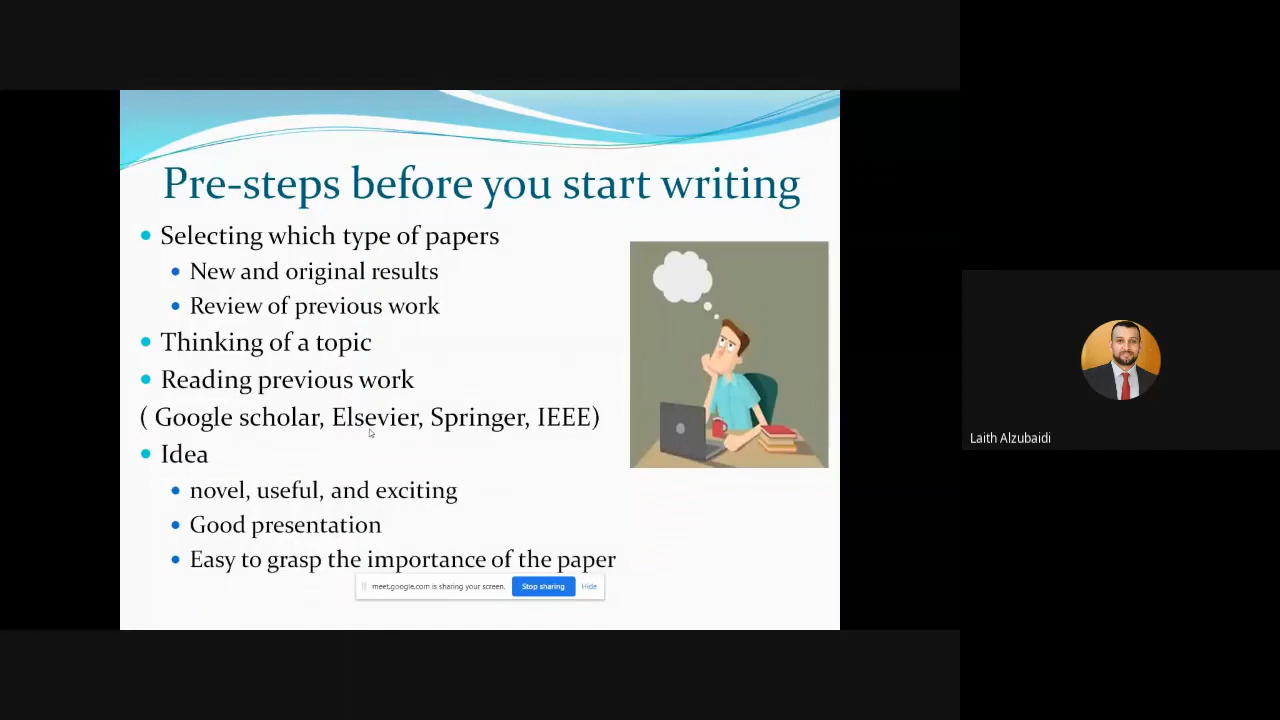 Pre-steps before you start writing
Selecting which type of papers
New and original results
Review of previous work
Thinking of a topic
Reading previous work
( Google scholar, Elsevier, Springer, IEEE)
Idea
novel, useful, and exciting
Good presentation
Easy to grasp the importance of the paper
meet.google.com is sharing your screen. Stop sharing Hide
Laith Alzubaidi